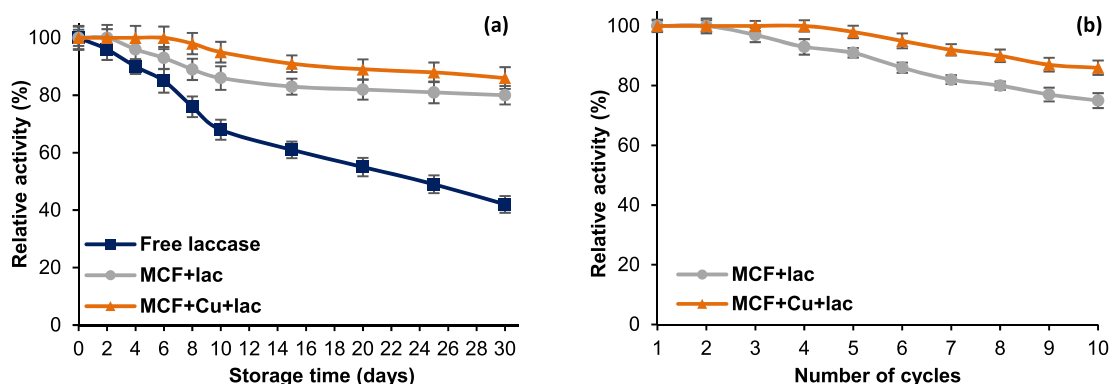 (a)
Relative activity (%)
100
80
60
40
20
0
Free laccase
MCF+lac
MCF+Cu+lac
0 2 4 6 8 10 12 14 16 18 20 22 24 26 28 30
Storage time (days)
(b)
Relative activity (%)
100
80
60
40
20
0
MCF+lac
MCF+Cu+lac
1 2 3 4 5 6 7 8 9 10
Number of cycles